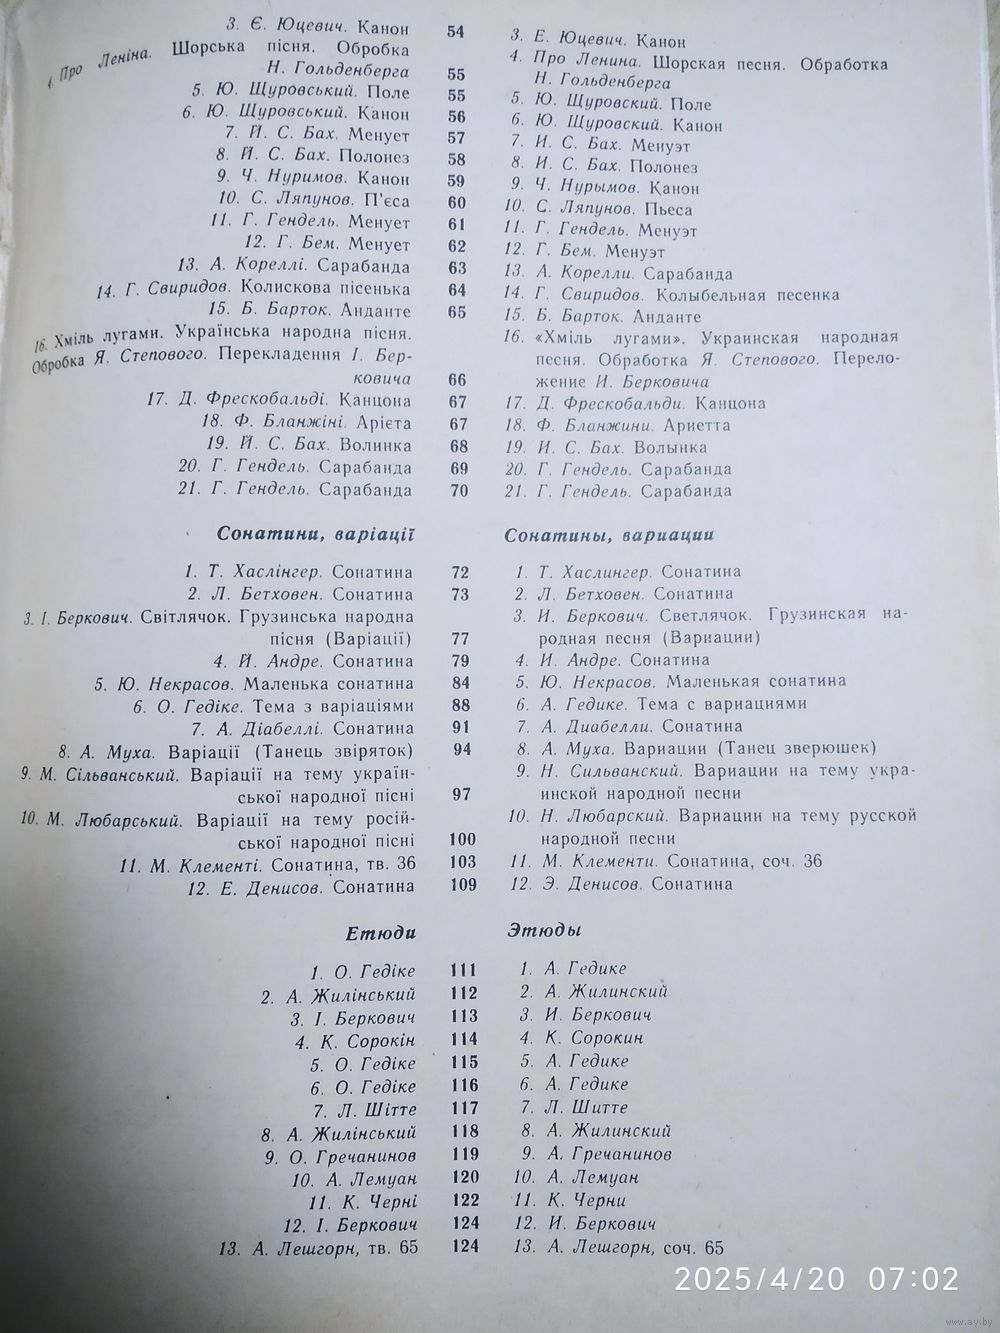 3. Є. Юцевич. Канон 54
4. Про Леніна. Шорська пісня. Обробка
Н. Гольденберга 55
5. Ю. Щуровський. Поле 55
6. Ю. Щуровський. Канон 56
7. Й. С. Бах. Менует 57
8. Й. С. Бах. Полонез 58
9. Ч. Нуримов. Канон 59
10. С. Ляпунов. П'єса 60
11. Г. Гендель. Менует 61
12. Г. Бем. Менует 62
13. А. Кореллі. Сарабанда 63
14. Г. Свиридов. Колискова пісенька 64
15. Б. Барток. Анданте 65
16. Хміль лугами. Українська народна пісня.
Обробка Я. Степового. Перекладення І. Бер-
ковича 66
17. Д. Фрескобальді. Канцона 67
18. Ф. Бланжіні. Арієта 67
19. Й. С. Бах. Волинка 68
20. Г. Гендель. Сарабанда 69
21. Г. Гендель. Сарабанда 70
Сонатини, варіації
1. Т. Хаслінгер. Сонатина 72
2. Л. Бетховен. Сонатина 73
3. І. Беркович. Світлячок. Грузинська народна
пісня (Варіації) 77
4. Й. Андре. Сонатина 79
5. Ю. Некрасов. Маленька сонатина 84
6. О. Гедіке. Тема з варіаціями 88
7. А. Діабеллі. Сонатина 91
8. А. Муха. Варіації (Танець звіряток) 94
9. М. Сільванський. Варіації на тему україн-
ської народної пісні 97
10. М. Любарський. Варіації на тему росій-
ської народної пісні 100
11. М. Клементі. Сонатина, тв. 36 103
12. Е. Денисов. Сонатина 109
Етюди
1. О. Гедіке 111
2. А. Жилінський 112
3. І. Беркович 113
4. К. Сорокін 114
5. О. Гедіке 115
6. О. Гедіке 116
7. Л. Шітте 117
8. А. Жилінський 118
9. О. Гречанинов 119
10. А. Лемуан 120
11. К. Черні 122
12. І. Беркович 124
13. А. Лешгорн, тв. 65 124
3. Е. Юцевич. Канон
4. Про Ленина. Шорская песня. Обработка
Н. Гольденберга
5. Ю. Щуровский. Поле
6. Ю. Щуровский. Канон
7. И. С. Бах. Менуэт
8. И. С. Бах. Полонез
9. Ч. Нурымов. Канон
10. С. Ляпунов. Пьеса
11. Г. Гендель. Менуэт
12. Г. Бем. Менуэт
13. А. Корелли. Сарабанда
14. Г. Свиридов. Колыбельная песенка
15. Б. Барток. Анданте
16. «Хміль лугами». Украинская народная
песня. Обработка Я. Степового. Перело-
жение И. Берковича
17. Д. Фрескобальди. Канцона
18. Ф. Бланжини. Ариетта
19. И. С. Бах. Волынка
20. Г. Гендель. Сарабанда
21. Г. Гендель. Сарабанда
Сонатины, вариации
1. Т. Хаслингер. Сонатина
2. Л. Бетховен. Сонатина
3. И. Беркович. Светлячок. Грузинская на-
родная песня (Вариации)
4. И. Андре. Сонатина
5. Ю. Некрасов. Маленькая сонатина
6. А. Гедике. Тема с вариациями
7. А. Диабелли. Сонатина
8. А. Муха. Вариации (Танец зверюшек)
9. Н. Сильванский. Вариации на тему укра-
инской народной песни
10. Н. Любарский. Вариации на тему русской
народной песни
11. М. Клементи. Сонатина, соч. 36
12. Э. Денисов. Сонатина
Этюды
1. А. Гедике
2. А. Жилинский
3. И. Беркович
4. К. Сорокин
5. А. Гедике
6. А. Гедике
7. Л. Шитте
8. А. Жилинский
9. А. Гречанинов
10. А. Лемуан
11. К. Черни
12. И. Беркович
13. А. Лешгорн, соч. 65
2025/4/20 07:02
www.ay.by